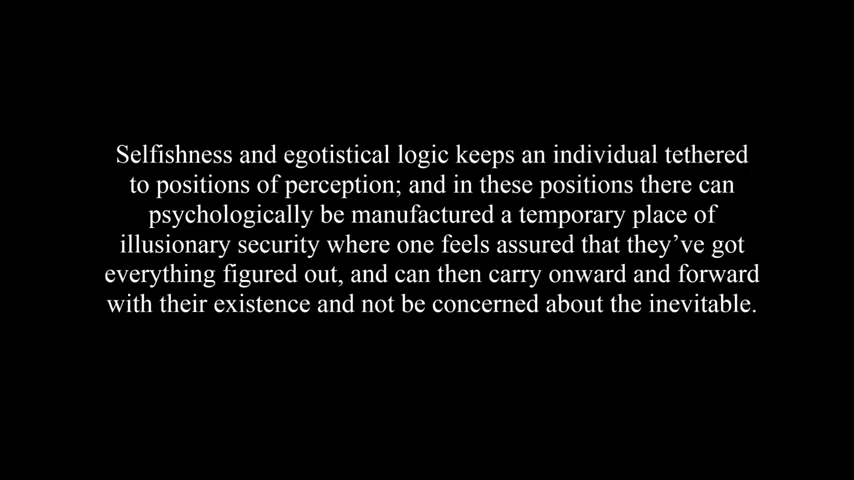 Selfishness and egotistical logic keeps an individual tethered
to positions of perception; and in these positions there can
psychologically be manufactured a temporary place of
illusionary security where one feels assured that they’ve got
everything figured out, and can then carry onward and forward
with their existence and not be concerned about the inevitable.